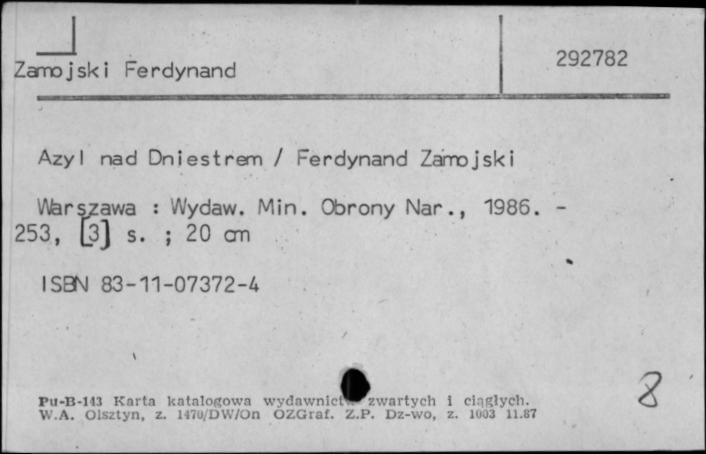 Zamojski Ferdynand
292782
Azyl nad Dniestrem / Ferdynand Zamojski
Warszawa : Wydaw. Min. Obrony Nar., 1986. -
253, [3] s. ; 20 cm
ISBN 83-11-07372-4
8
Pu-B-143 Karta katalogowa wydawnictw zwartych i ciągłych.
W.A. Olsztyn, z. 1470/DW/On OZGraf. Z.P. Dz-wo, z. 1003 11.87